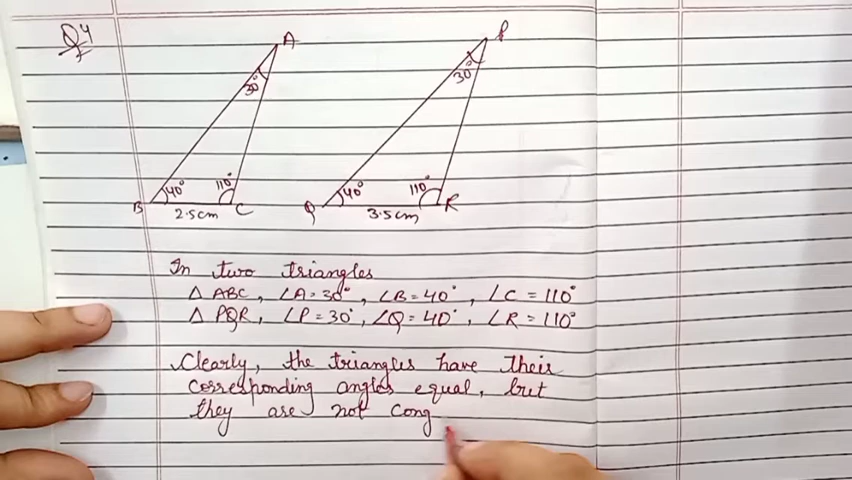 Q4
A
30°
40°
110°
B
C
2.5cm
P
30°
40°
110°
Q
R
3.5cm
In two triangles
△ ABC, ∠A=30°, ∠B=40°, ∠C=110°
△ PQR, ∠P=30°, ∠Q=40°, ∠R=110°
Clearly, the triangles have their
corresponding angles equal, but
they are not cong